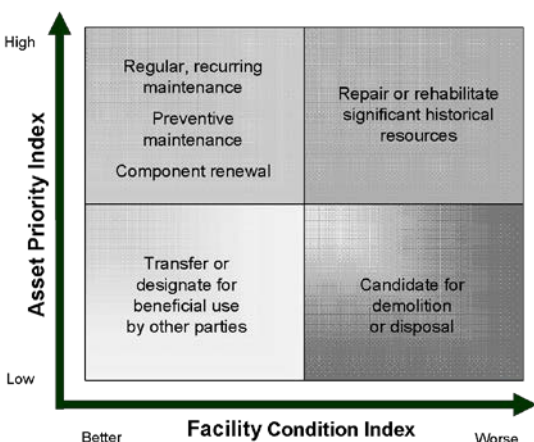 High
Asset Priority Index
Low
Regular, recurring
maintenance
Preventive
maintenance
Component renewal
Repair or rehabilitate
significant historical
resources
Transfer or
designate for
beneficial use
by other parties
Candidate for
demolition
or disposal
Better
Facility Condition Index
Worse